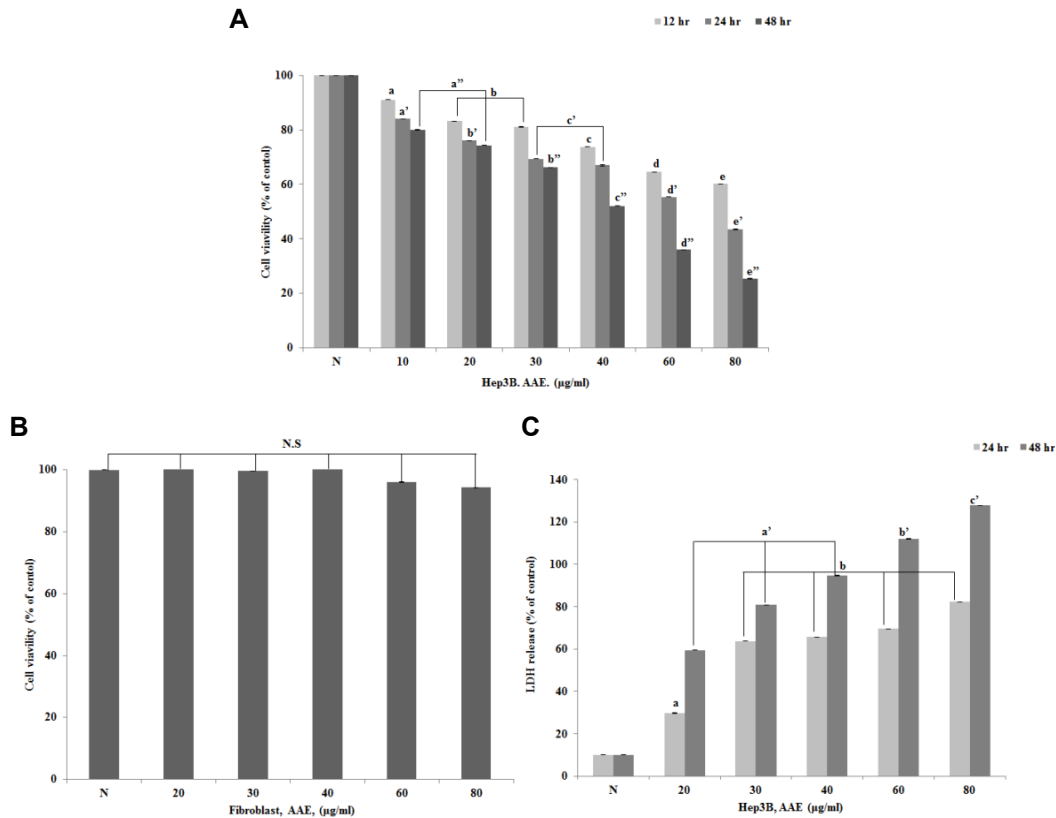 A
12 hr 24 hr 48 hr
Cell viavility (% of contol)
100
80
60
40
20
0
a a’ a” b b’ b” c’ c c” d d’ d” e e’ e”
N 10 20 30 40 60 80
Hep3B. AAE. (µg/ml)
B
N.S
Cell viavility (% of contol)
100
80
60
40
20
0
N 20 30 40 60 80
Fibroblast, AAE, (µg/ml)
C
24 hr 48 hr
LDH release (% of control)
140
120
100
80
60
40
20
0
a a’ b b’ c’
N 20 30 40 60 80
Hep3B, AAE (µg/ml)